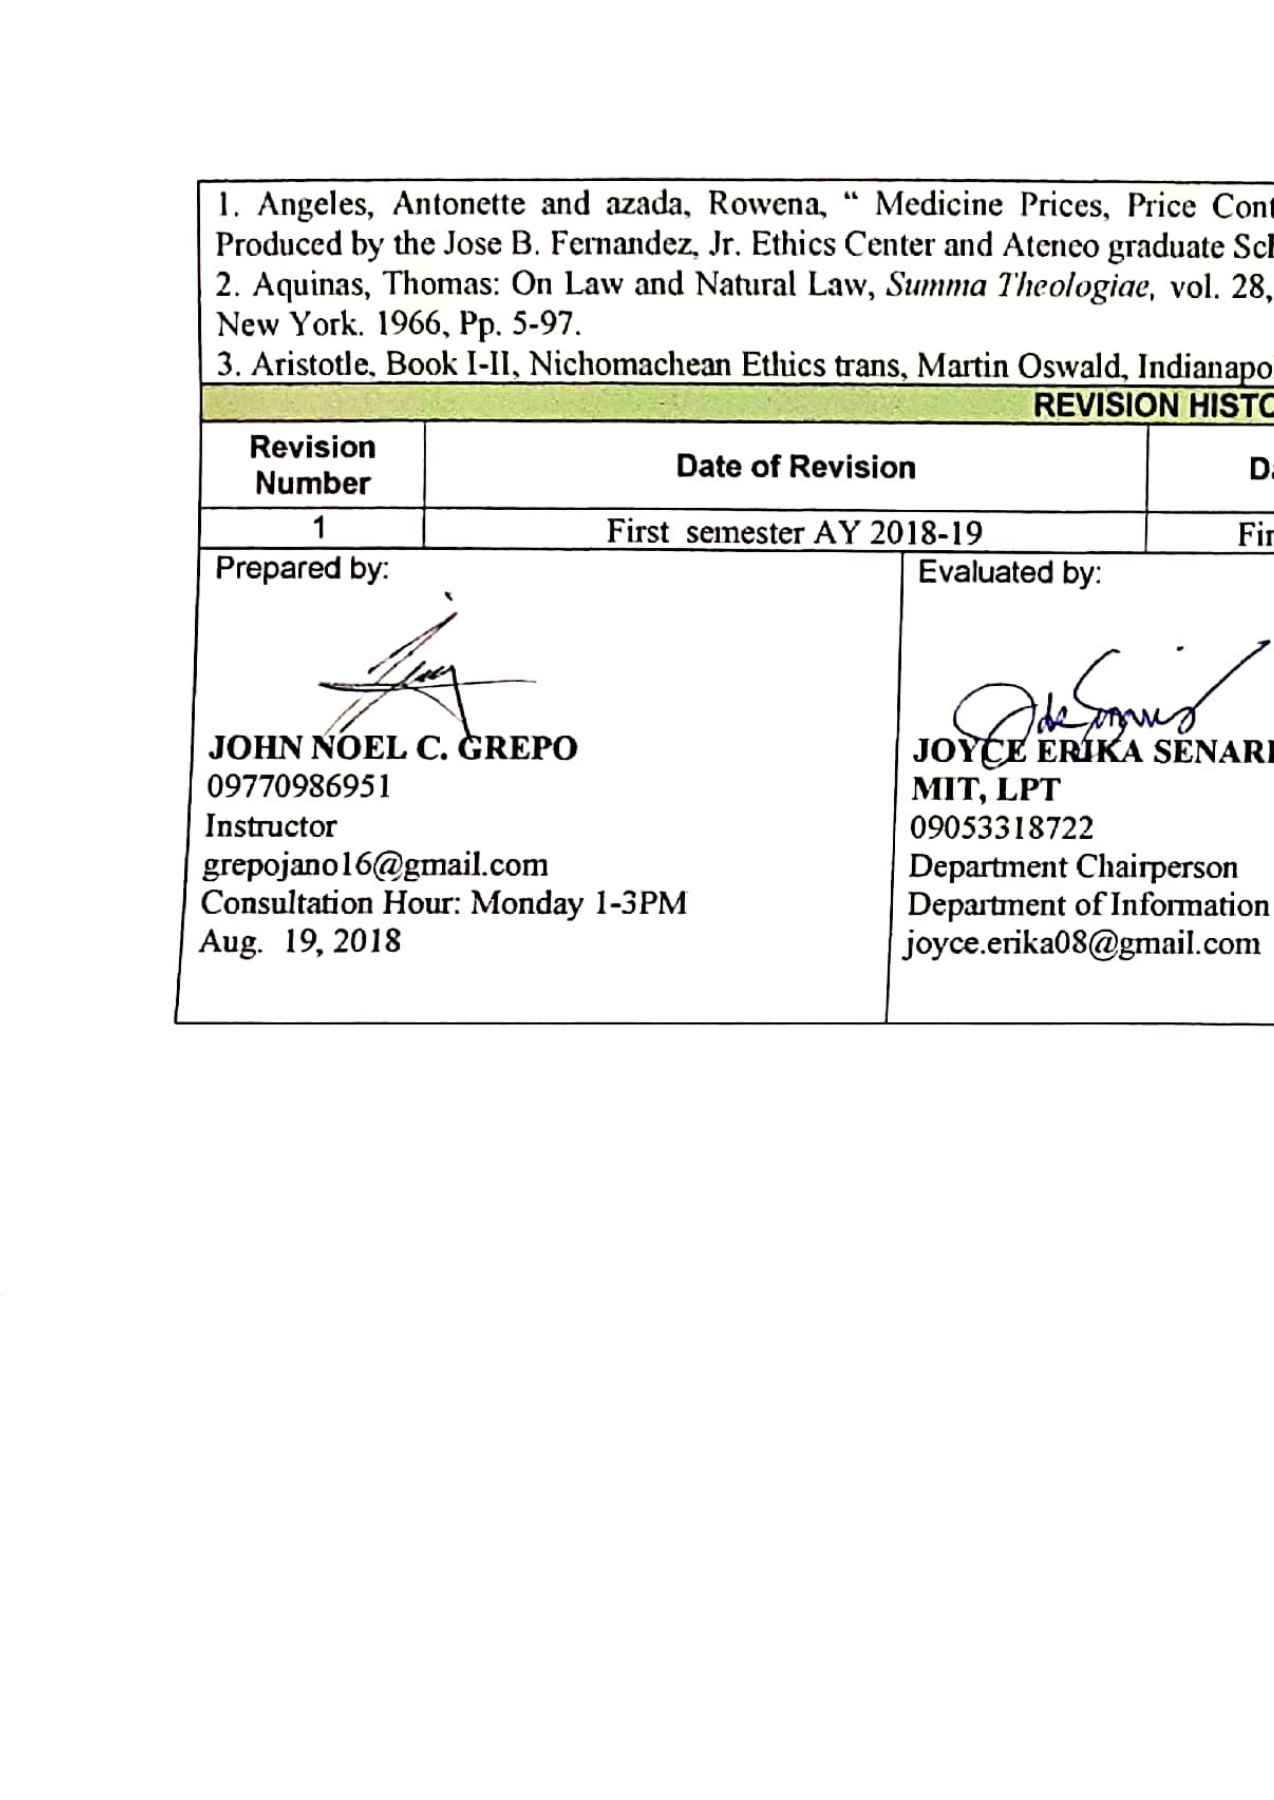 1. Angeles, Antonette and azada, Rowena, “ Medicine Prices, Price Cont
Produced by the Jose B. Fernandez, Jr. Ethics Center and Ateneo graduate Scl
2. Aquinas, Thomas: On Law and Natural Law, Summa Theologiae, vol. 28,
New York. 1966, Pp. 5-97.
3. Aristotle, Book I-II, Nichomachean Ethics trans, Martin Oswald, Indianapo
REVISION HISTO
Revision
Number
Date of Revision
Da
1
First semester AY 2018-19
Fir
Prepared by:
JOHN NOEL C. GREPO
09770986951
Instructor
grepojano16@gmail.com
Consultation Hour: Monday 1-3PM
Aug. 19, 2018
Evaluated by:
JOYCE ERIKA SENARI
MIT, LPT
09053318722
Department Chairperson
Department of Information
joyce.erika08@gmail.com